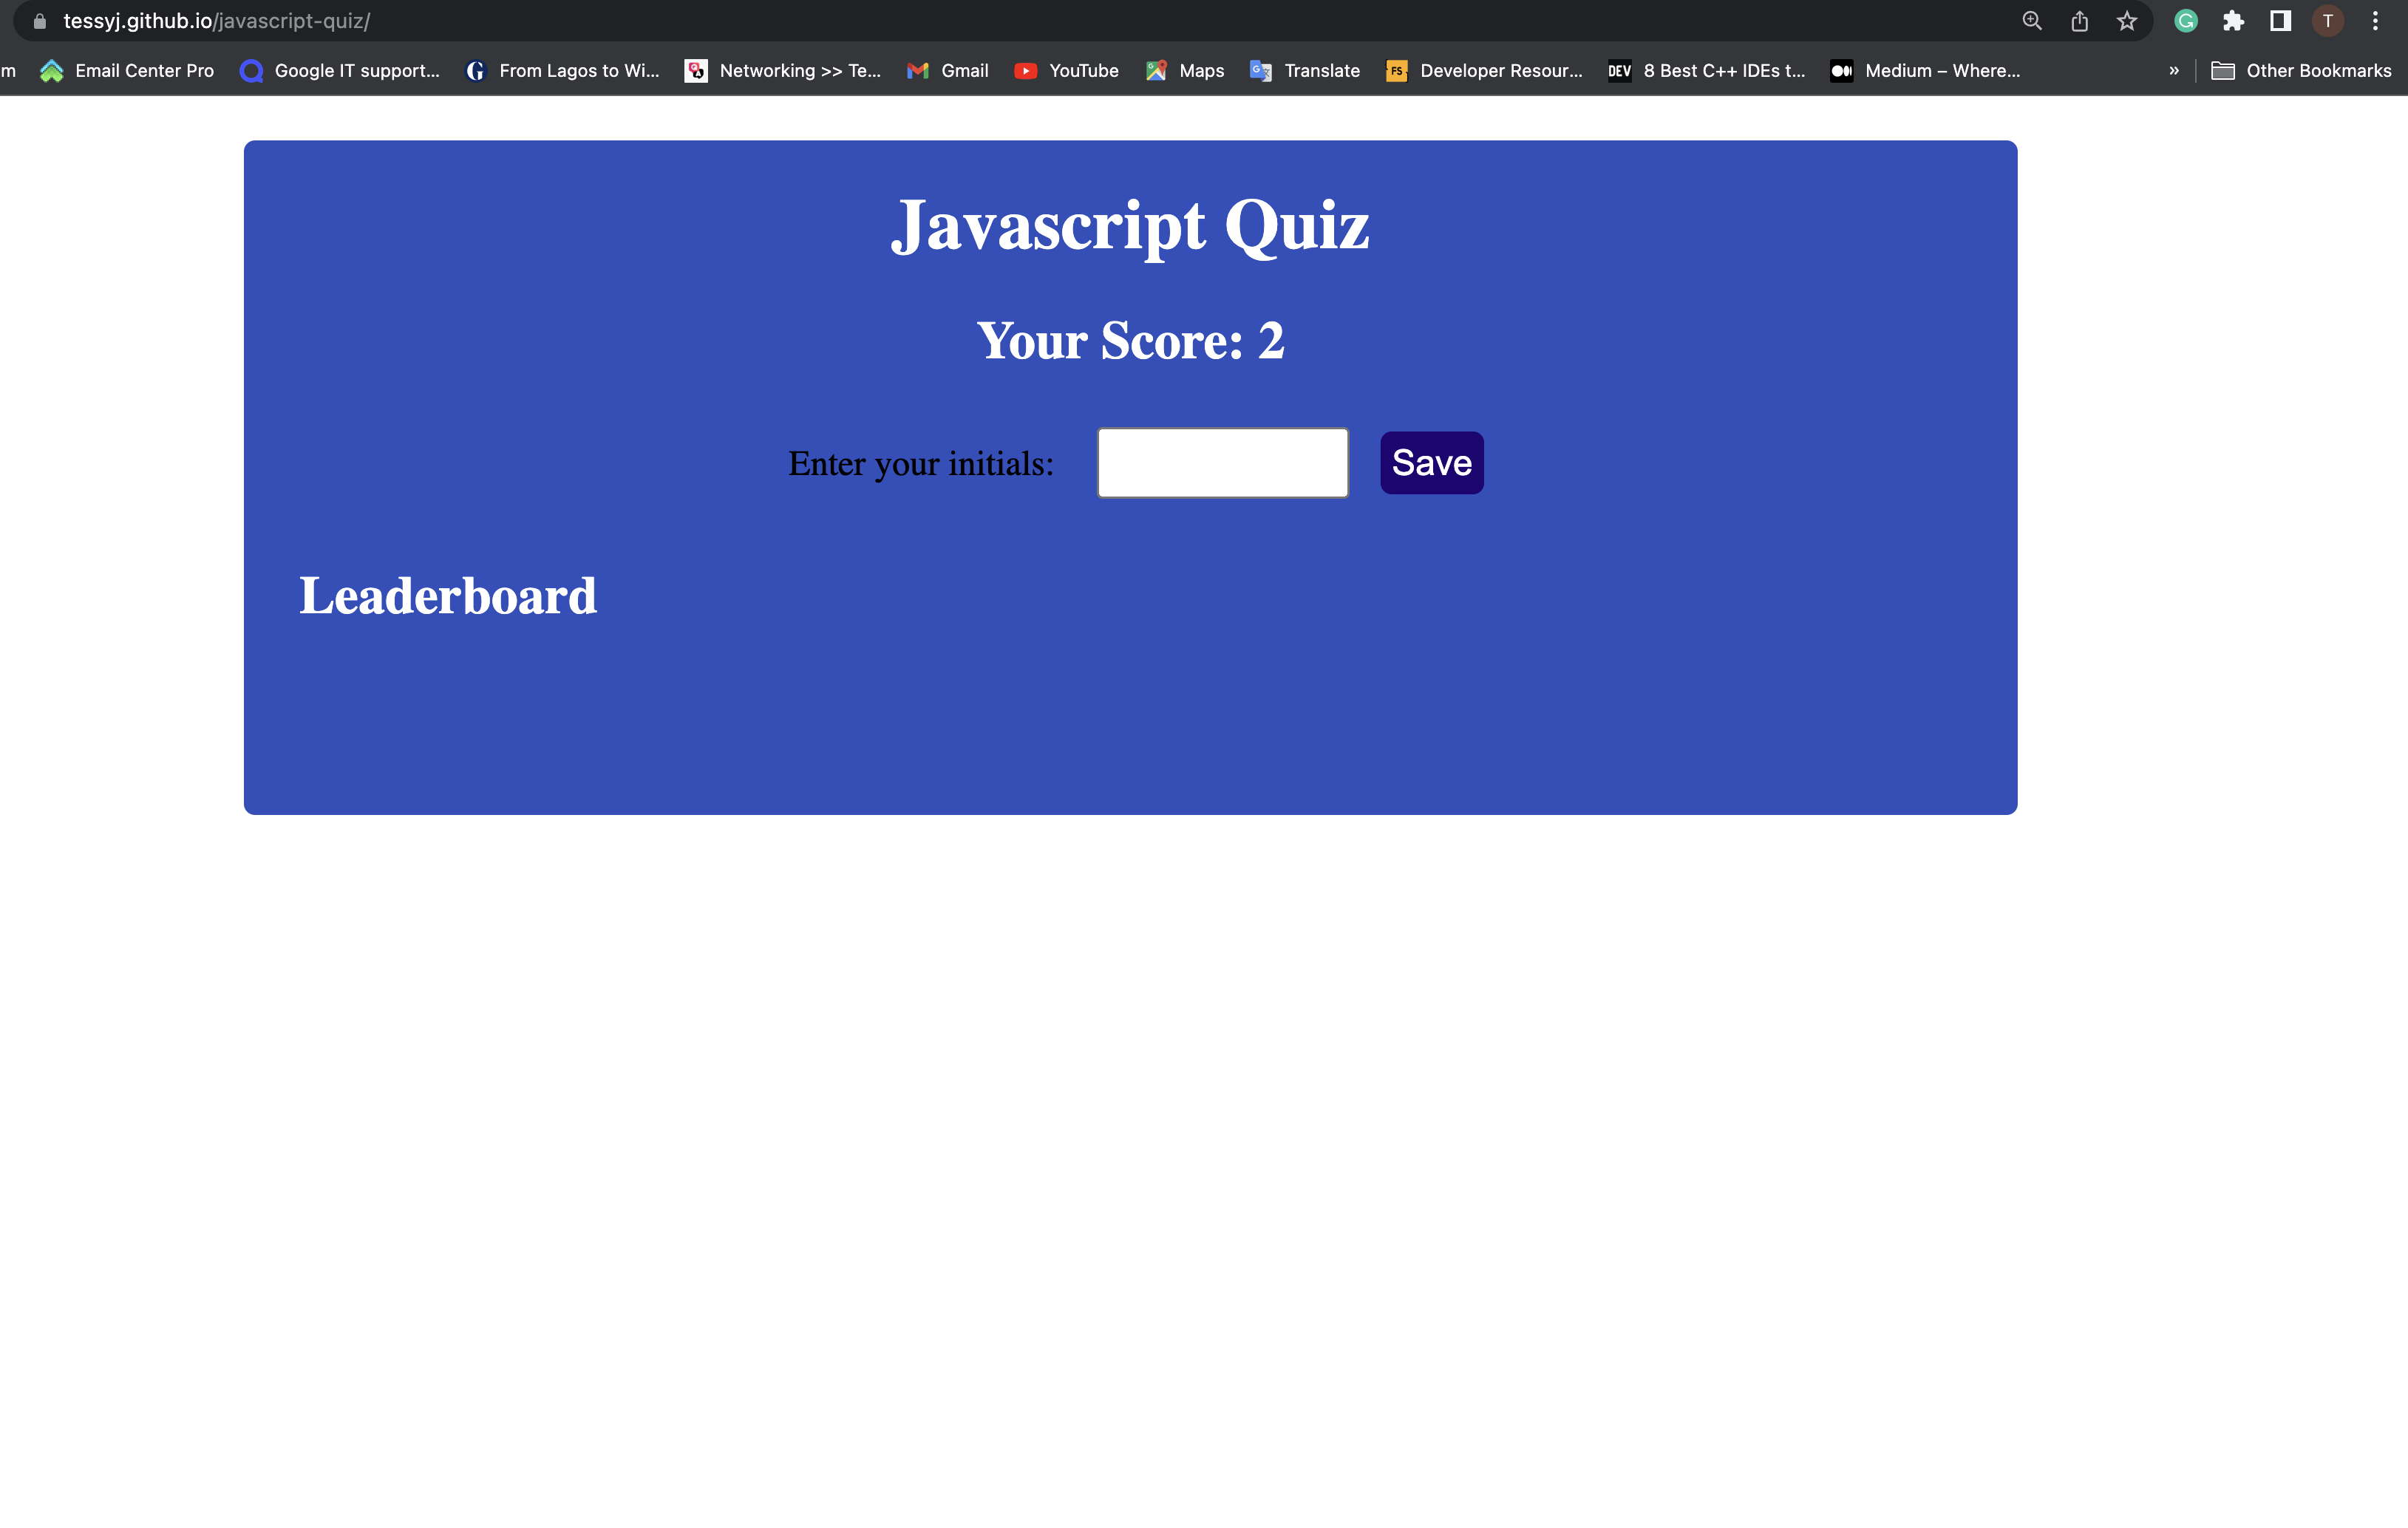 tessyj.github.io/javascript-quiz/
T
m Email Center Pro Google IT support... From Lagos to Wi... Networking >> Te... Gmail YouTube Maps Translate FS Developer Resour... DEV 8 Best C++ IDEs t... Medium – Where... » Other Bookmarks
Javascript Quiz
Your Score: 2
Enter your initials: Save
Leaderboard